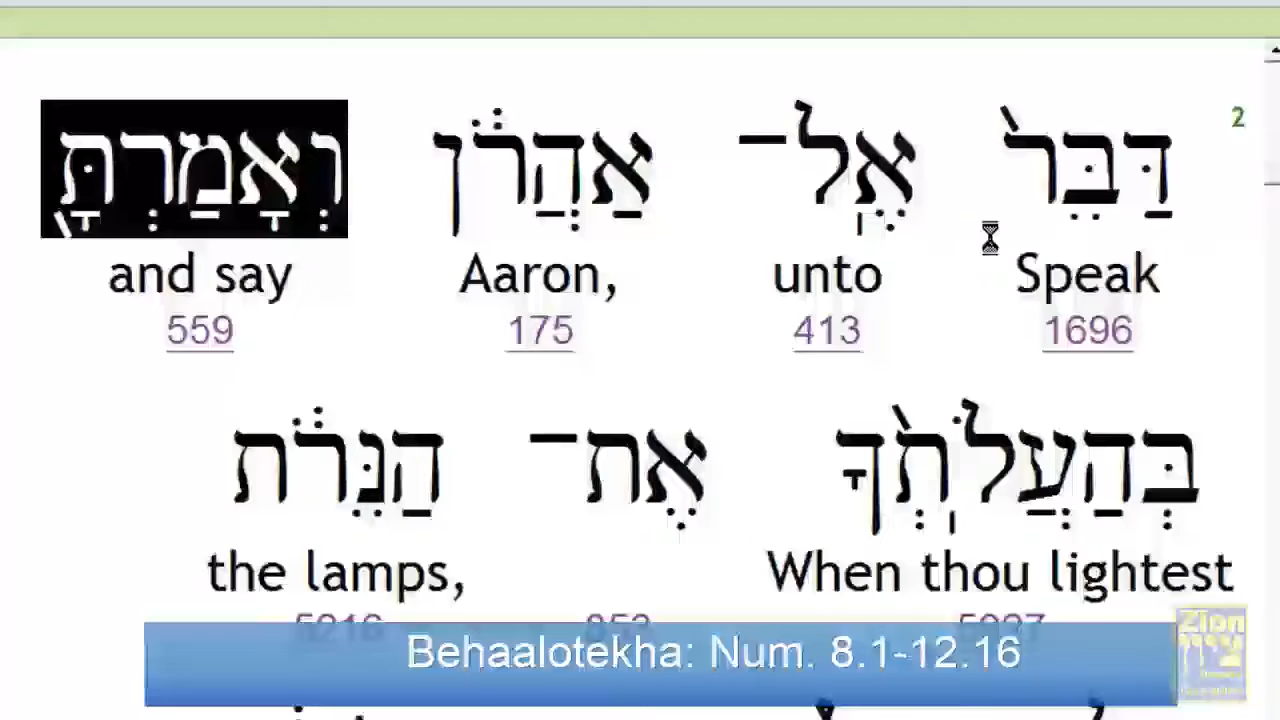 2
דַּבֵּר֙ אֶֽל־ אַהֲרֹ֔ן וְאָמַרְתָּ֖
Speak unto Aaron, and say
1696 413 175 559
בְּהַעֲלֹֽתְךָ֙ אֶת־ הַנֵּרֹ֔ת
When thou lightest the lamps,
Behaalotekha: Num. 8.1-12.16
Zion